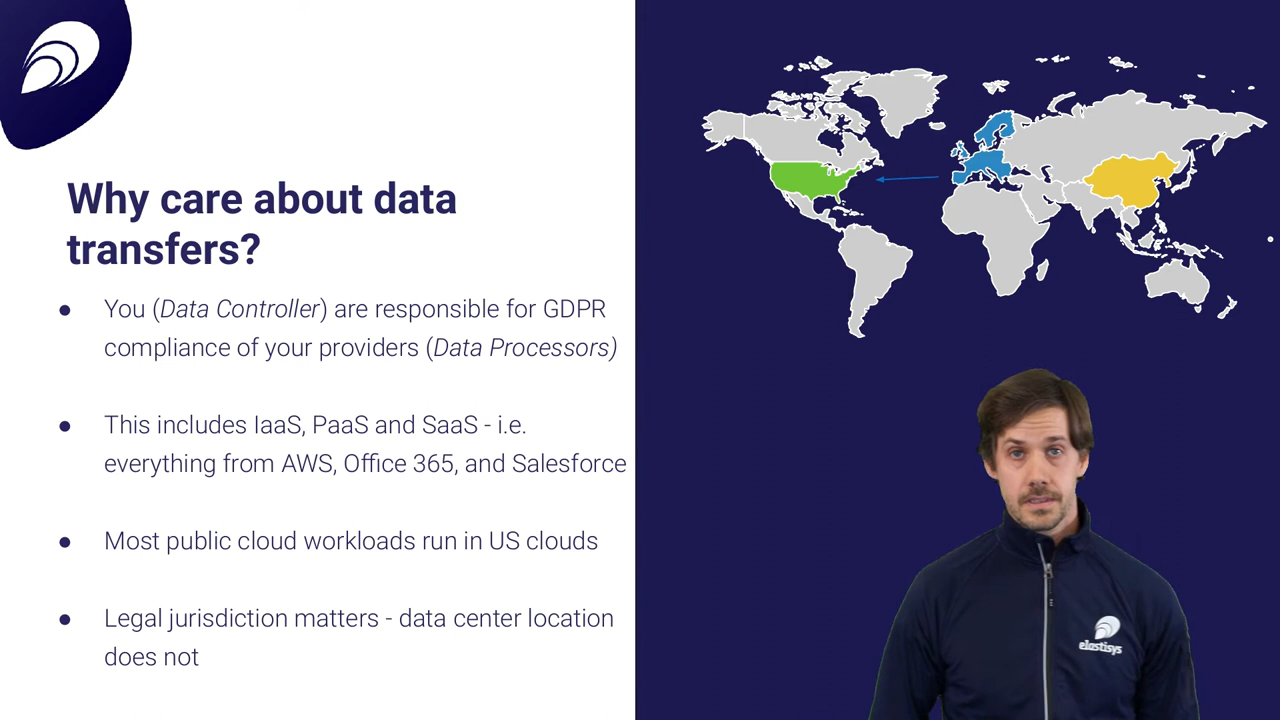 Why care about data
transfers?
● You (Data Controller) are responsible for GDPR
compliance of your providers (Data Processors)
● This includes IaaS, PaaS and SaaS - i.e.
everything from AWS, Office 365, and Salesforce
● Most public cloud workloads run in US clouds
● Legal jurisdiction matters - data center location
does not
elastisys